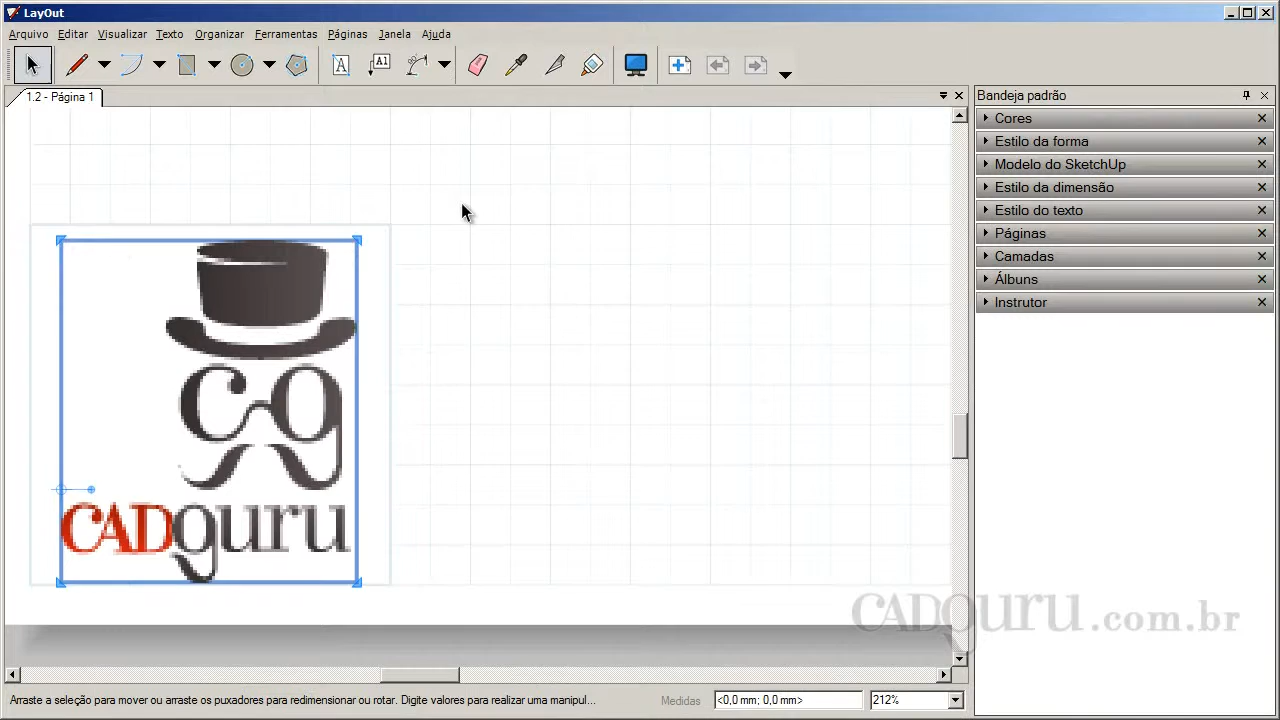 LayOut
Arquivo Editar Visualizar Texto Organizar Ferramentas Páginas Janela Ajuda
A A1
1.2 - Página 1
Bandeja padrão
Cores
Estilo da forma
Modelo do SketchUp
Estilo da dimensão
Estilo do texto
Páginas
Camadas
Álbuns
Instrutor
cg
CADguru
CADGuru.com.br
Arraste a seleção para mover ou arraste os puxadores para redimensionar ou rotar. Digite valores para realizar uma manipul...
Medidas <0,0 mm; 0,0 mm> 212%